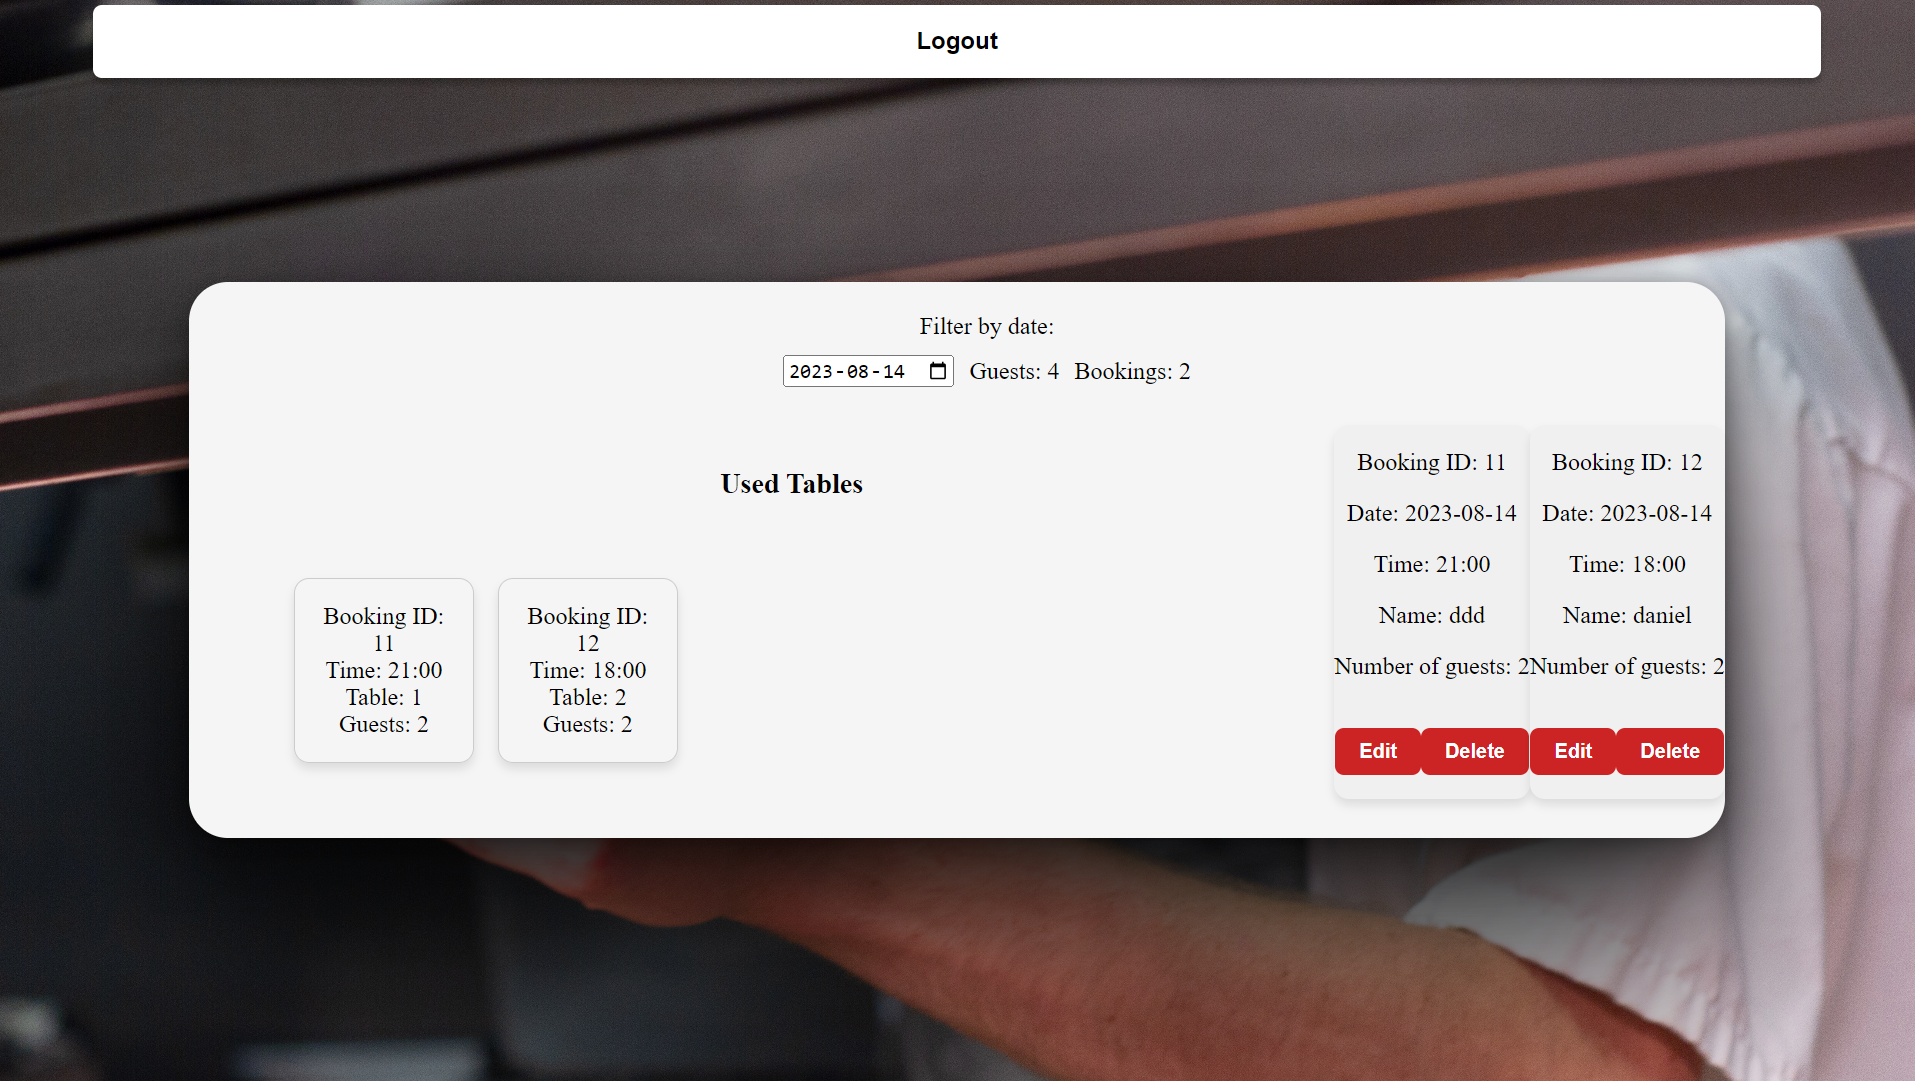 Logout
Filter by date:
2023-08-14 Guests: 4 Bookings: 2
Used Tables
Booking ID:
11
Time: 21:00
Table: 1
Guests: 2
Booking ID:
12
Time: 18:00
Table: 2
Guests: 2
Booking ID: 11
Date: 2023-08-14
Time: 21:00
Name: ddd
Number of guests: 2
Edit Delete
Booking ID: 12
Date: 2023-08-14
Time: 18:00
Name: daniel
Number of guests: 2
Edit Delete